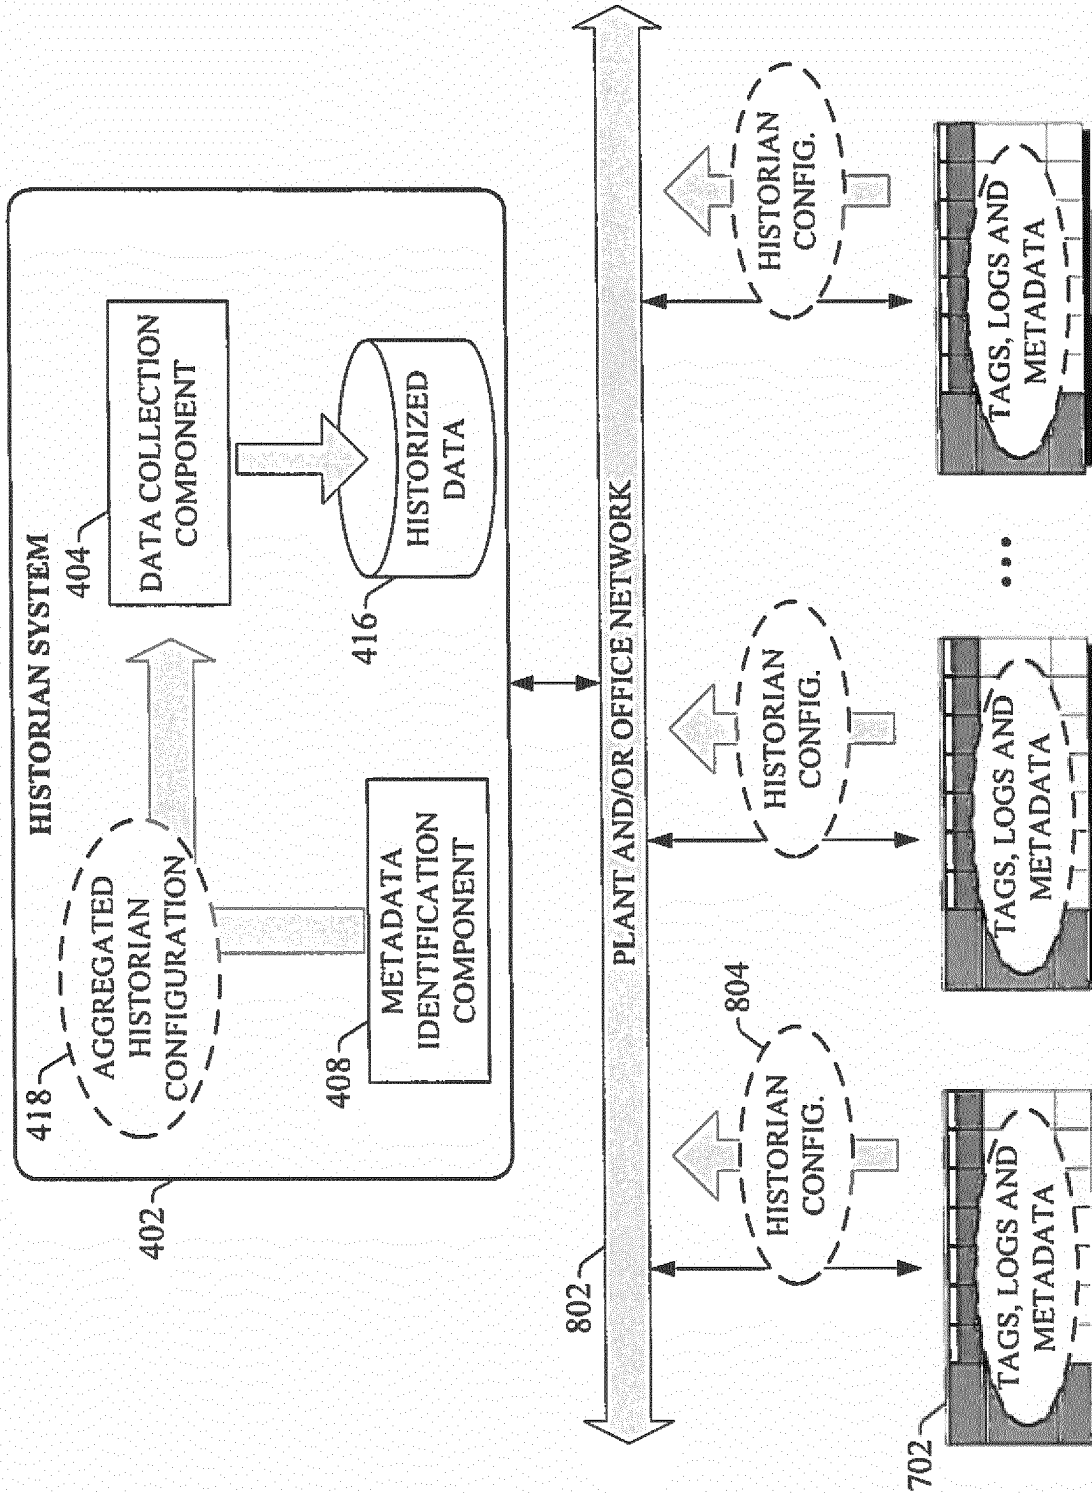 HISTORIAN SYSTEM
402
418
AGGREGATED
HISTORIAN
CONFIGURATION
404
DATA COLLECTION
COMPONENT
408
METADATA
IDENTIFICATION
COMPONENT
416
HISTORIZED
DATA
802
PLANT AND/OR OFFICE NETWORK
HISTORIAN
CONFIG.
804
HISTORIAN
CONFIG.
HISTORIAN
CONFIG.
702
TAGS, LOGS AND
METADATA
TAGS, LOGS AND
METADATA
...
TAGS, LOGS AND
METADATA